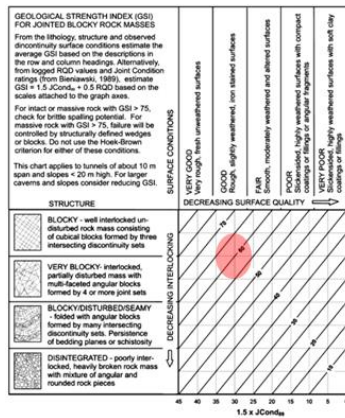 GEOLOGICAL STRENGTH INDEX (GSI)
FOR JOINTED BLOCKY ROCK MASSES
From the lithology, structure and observed
discontinuity surface conditions estimate the
average GSI based on the descriptions in
the row and column headings. Alternatively,
from logged RQD values and Joint Condition
ratings (from Bieniawski, 1989), estimate
GSI = 1.5 JCond₈₉ + 0.5 RQD based on the
scales attached to the graph axes.
For intact or massive rock with GSI > 75,
check for brittle spalling potential. For
massive rock with GSI > 75, failure will be
controlled by structurally defined wedges
or blocks. Do not use the Hoek-Brown
criterion for either of these conditions.
This chart applies to tunnels of about 10 m
span and slopes < 20 m high. For larger
caverns and slopes consider reducing GSI.
SURFACE CONDITIONS
VERY GOOD
Very rough, fresh unweathered surfaces
GOOD
Rough, slightly weathered, iron stained surfaces
FAIR
Smooth, moderately weathered and altered surfaces
POOR
Slickensided, highly weathered surfaces with compact
coatings or fillings or angular fragments
VERY POOR
Slickensided, highly weathered surfaces with soft clay
coatings or fillings
STRUCTURE
DECREASING SURFACE QUALITY
DECREASING INTERLOCKING
BLOCKY - well interlocked un-
disturbed rock mass consisting
of cubical blocks formed by three
intersecting discontinuity sets
VERY BLOCKY- interlocked,
partially disturbed mass with
multi-faceted angular blocks
formed by 4 or more joint sets
BLOCKY/DISTURBED/SEAMY
- folded with angular blocks
formed by many intersecting
discontinuity sets. Persistence
of bedding planes or schistosity
DISINTEGRATED - poorly inter-
locked, heavily broken rock mass
with mixture of angular and
rounded rock pieces
70
60
50
40
30
20
10
45 40 35 30 25 20 15 10 5 0
1.5 x JCond₈₉